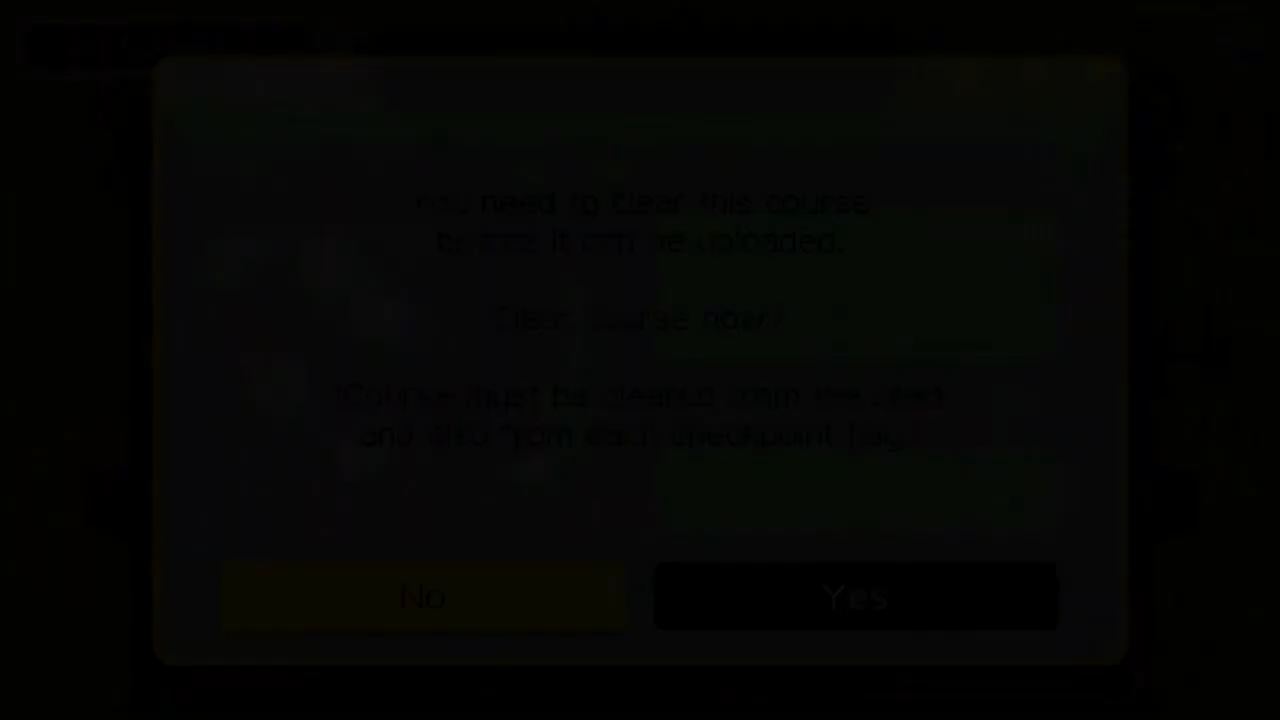 You need to clear this course
before it can be uploaded.
Clear course now?
(Course must be cleared from the start
and also from each checkpoint flag.)
No
Yes